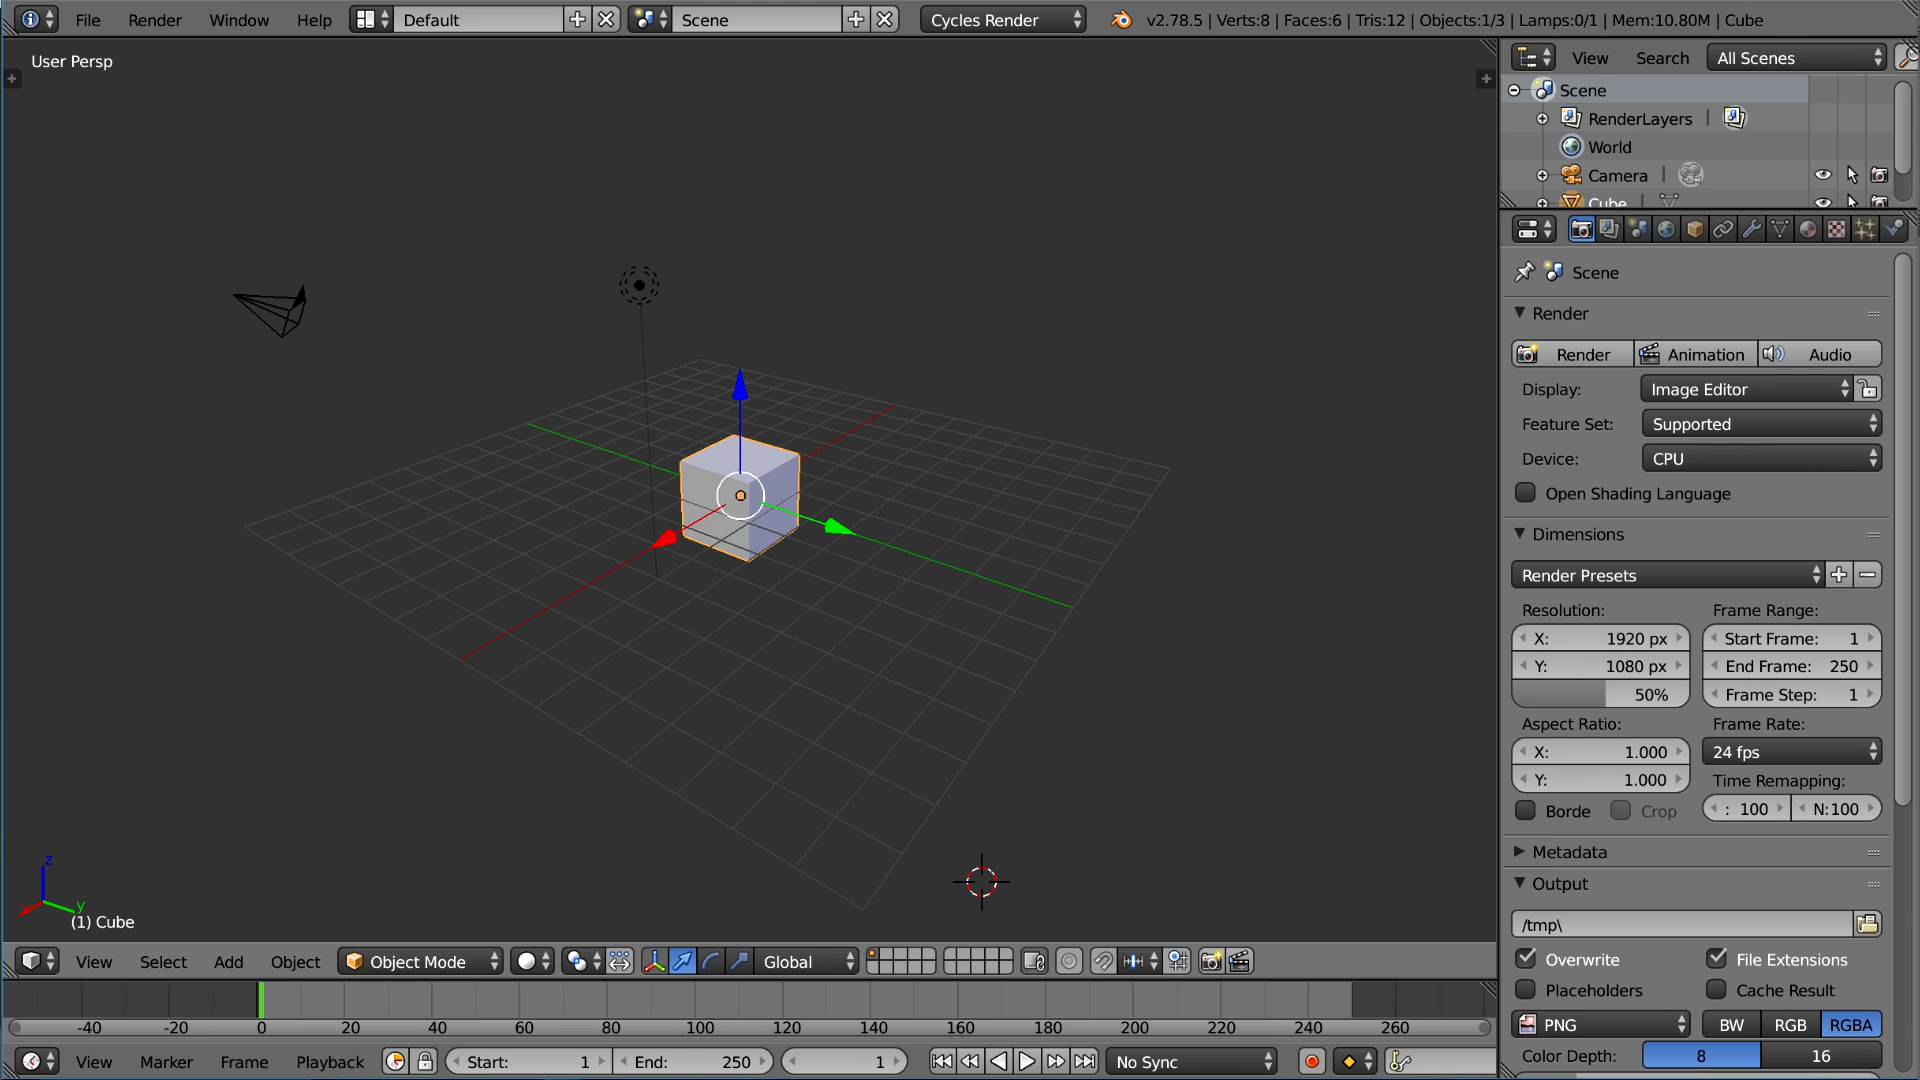 File Render Window Help Default Scene Cycles Render v2.78.5 | Verts:8 | Faces:6 | Tris:12 | Objects:1/3 | Lamps:0/1 | Mem:10.80M | Cube
User Persp
View Search All Scenes
Scene
RenderLayers
World
Camera
Cube
Scene
Render
Render Animation Audio
Display: Image Editor
Feature Set: Supported
Device: CPU
Open Shading Language
Dimensions
Render Presets
Resolution: Frame Range:
X: 1920 px Start Frame: 1
Y: 1080 px End Frame: 250
50% Frame Step: 1
Aspect Ratio: Frame Rate:
X: 1.000 24 fps
Y: 1.000 Time Remapping:
Borde Crop : 100 N:100
Metadata
Output
/tmp\
Overwrite File Extensions
Placeholders Cache Result
PNG BW RGB RGBA
Color Depth: 8 16
z
y
(1) Cube
View Select Add Object Object Mode Global
-40 -20 0 20 40 60 80 100 120 140 160 180 200 220 240 260
View Marker Frame Playback Start: 1 End: 250 1 No Sync